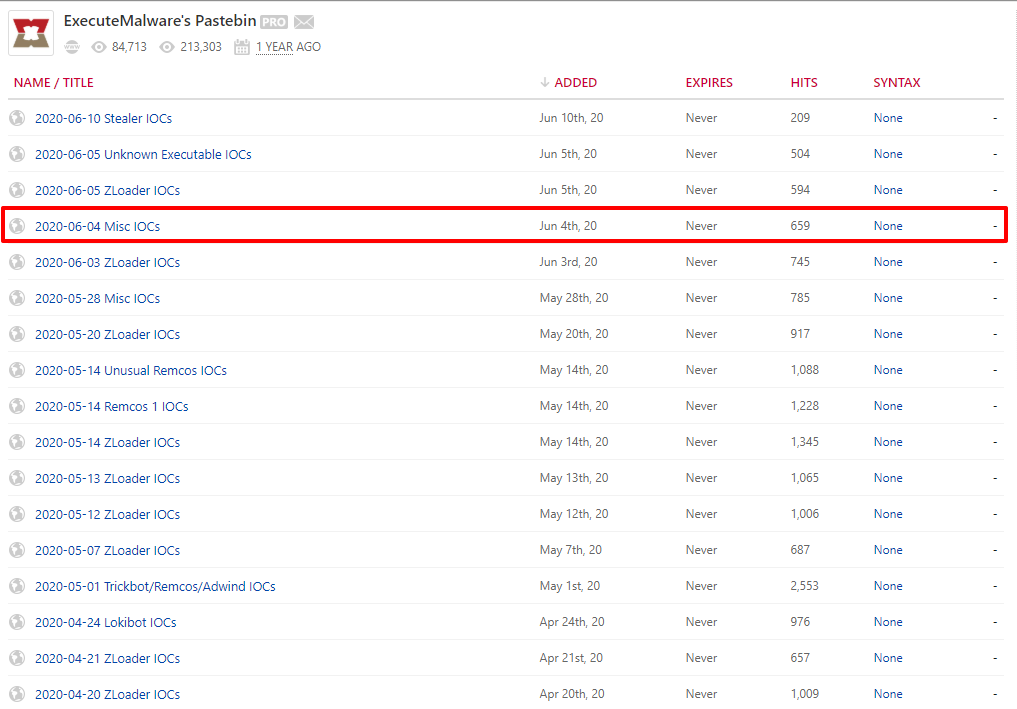 ExecuteMalware's Pastebin PRO
www 84,713 213,303 1 YEAR AGO
NAME / TITLE ↓ ADDED EXPIRES HITS SYNTAX
2020-06-10 Stealer IOCs Jun 10th, 20 Never 209 None -
2020-06-05 Unknown Executable IOCs Jun 5th, 20 Never 504 None -
2020-06-05 ZLoader IOCs Jun 5th, 20 Never 594 None -
2020-06-04 Misc IOCs Jun 4th, 20 Never 659 None -
2020-06-03 ZLoader IOCs Jun 3rd, 20 Never 745 None -
2020-05-28 Misc IOCs May 28th, 20 Never 785 None -
2020-05-20 ZLoader IOCs May 20th, 20 Never 917 None -
2020-05-14 Unusual Remcos IOCs May 14th, 20 Never 1,088 None -
2020-05-14 Remcos 1 IOCs May 14th, 20 Never 1,228 None -
2020-05-14 ZLoader IOCs May 14th, 20 Never 1,345 None -
2020-05-13 ZLoader IOCs May 13th, 20 Never 1,065 None -
2020-05-12 ZLoader IOCs May 12th, 20 Never 1,006 None -
2020-05-07 ZLoader IOCs May 7th, 20 Never 687 None -
2020-05-01 Trickbot/Remcos/Adwind IOCs May 1st, 20 Never 2,553 None -
2020-04-24 Lokibot IOCs Apr 24th, 20 Never 976 None -
2020-04-21 ZLoader IOCs Apr 21st, 20 Never 657 None -
2020-04-20 ZLoader IOCs Apr 20th, 20 Never 1,009 None -